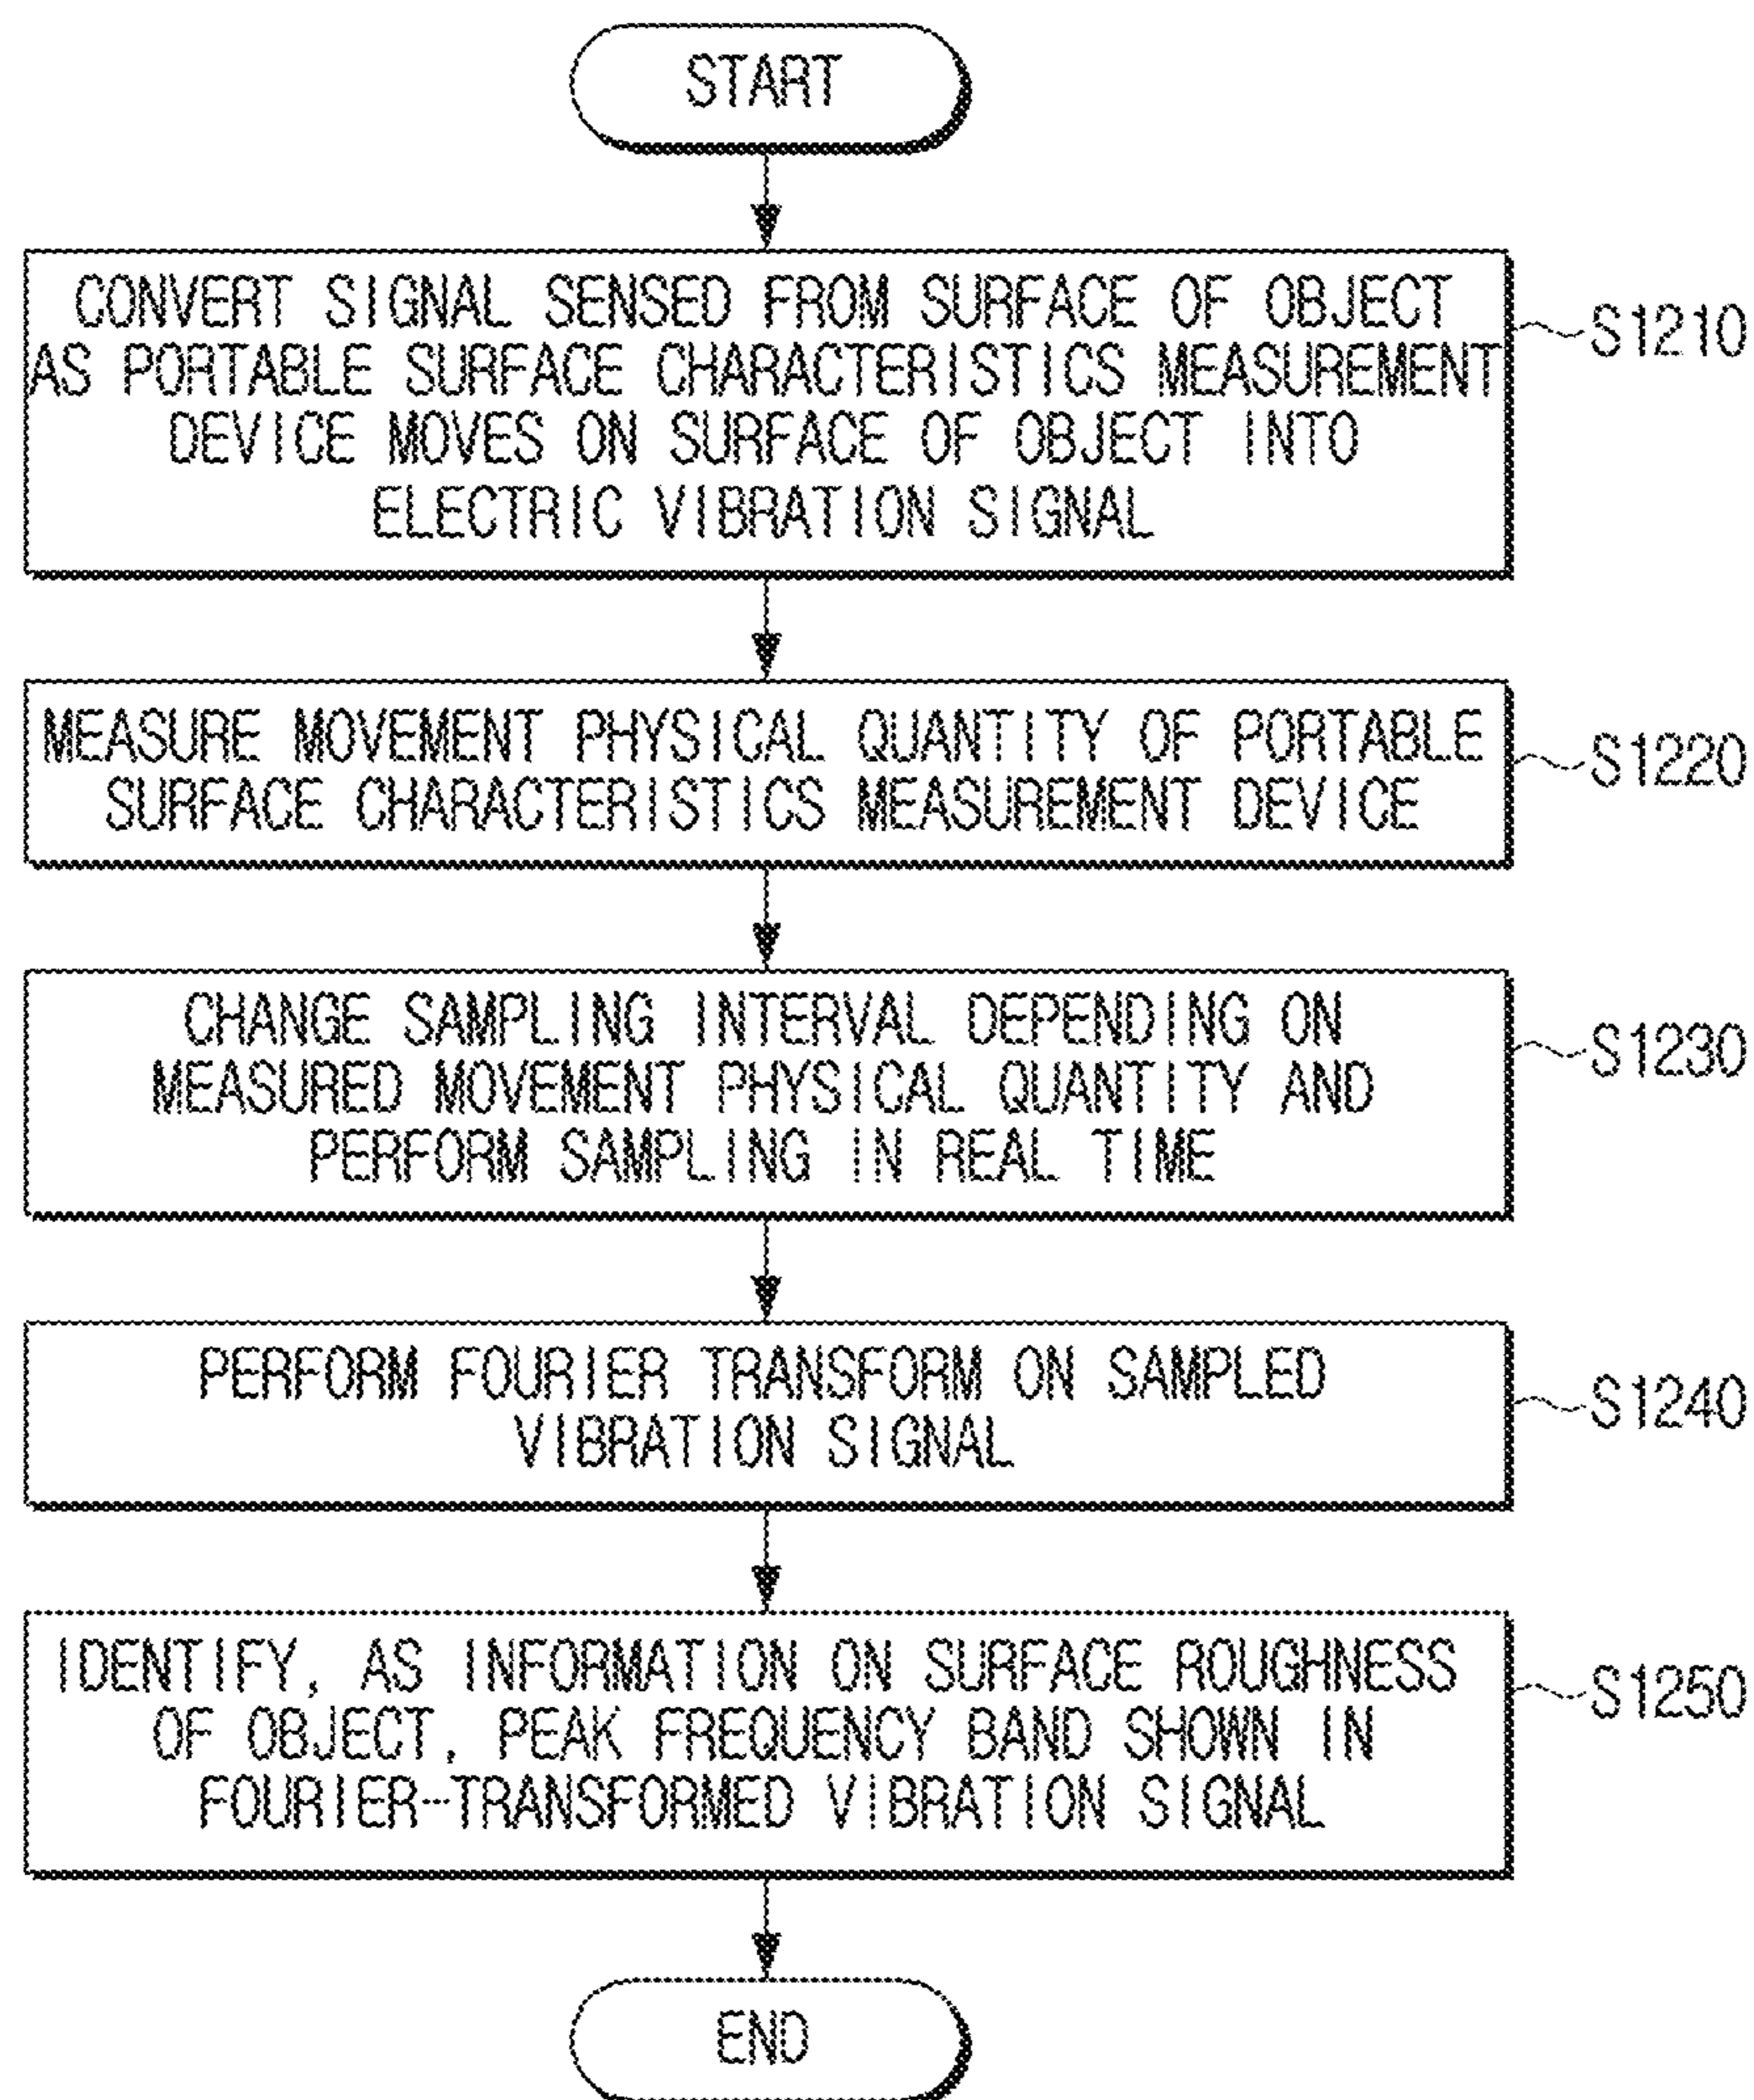 START
CONVERT SIGNAL SENSED FROM SURFACE OF OBJECT
AS PORTABLE SURFACE CHARACTERISTICS MEASUREMENT
DEVICE MOVES ON SURFACE OF OBJECT INTO
ELECTRIC VIBRATION SIGNAL
S1210
MEASURE MOVEMENT PHYSICAL QUANTITY OF PORTABLE
SURFACE CHARACTERISTICS MEASUREMENT DEVICE
S1220
CHANGE SAMPLING INTERVAL DEPENDING ON
MEASURED MOVEMENT PHYSICAL QUANTITY AND
PERFORM SAMPLING IN REAL TIME
S1230
PERFORM FOURIER TRANSFORM ON SAMPLED
VIBRATION SIGNAL
S1240
IDENTIFY, AS INFORMATION ON SURFACE ROUGHNESS
OF OBJECT, PEAK FREQUENCY BAND SHOWN IN
FOURIER-TRANSFORMED VIBRATION SIGNAL
S1250
END